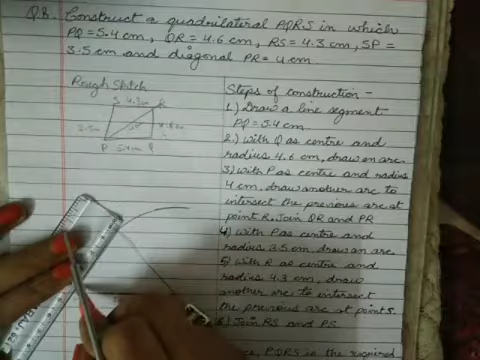 Q.8. Construct a quadrilateral PQRS in which
PQ = 5.4 cm, QR = 4.6 cm, RS = 4.3 cm, SP =
3.5 cm and diagonal PR = 4 cm
Rough Sktch
S 4.3cm R
3.5cm
P 5.4cm Q
Steps of construction -
1.) Draw a line segment
PQ = 5.4 cm.
2.) with Q as centre and
radius 4.6 cm, draw an arc.
3) with P as centre and radius
4 cm, draw another arc to
intersect the previous arc at
point R. Join QR and PR
4) with P as centre and
radius 3.5 cm, draw an arc
5) with R as centre and
radius 4.3 cm, draw
another arc to intersect
the previous arc at point S.
6) Join RS and PS.
PQRS is the required